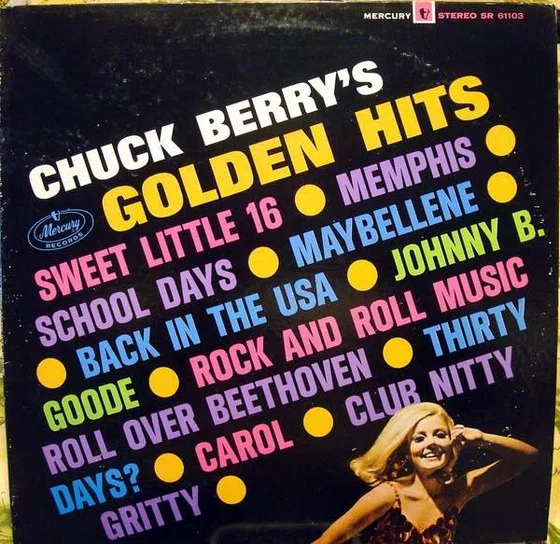 MERCURY STEREO SR 61103
CHUCK BERRY'S
GOLDEN HITS
Mercury
RECORDS
SWEET LITTLE 16 MEMPHIS
SCHOOL DAYS MAYBELLENE
BACK IN THE USA JOHNNY B.
GOODE ROCK AND ROLL MUSIC
ROLL OVER BEETHOVEN THIRTY
DAYS? CAROL CLUB NITTY
GRITTY